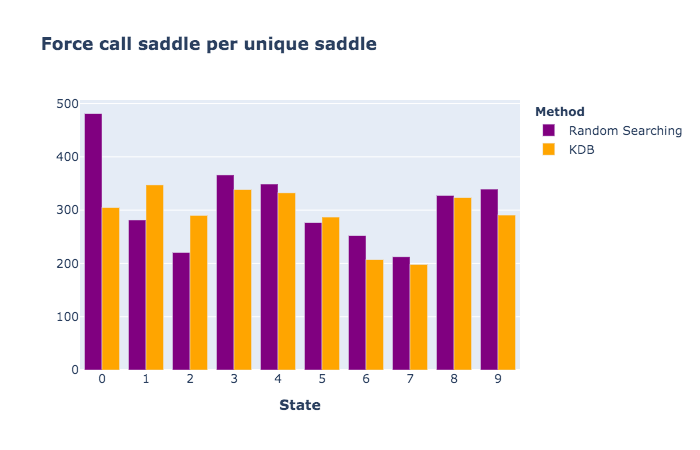 Force call saddle per unique saddle
500
400
300
200
100
0
0 1 2 3 4 5 6 7 8 9
State
Method
Random Searching
KDB